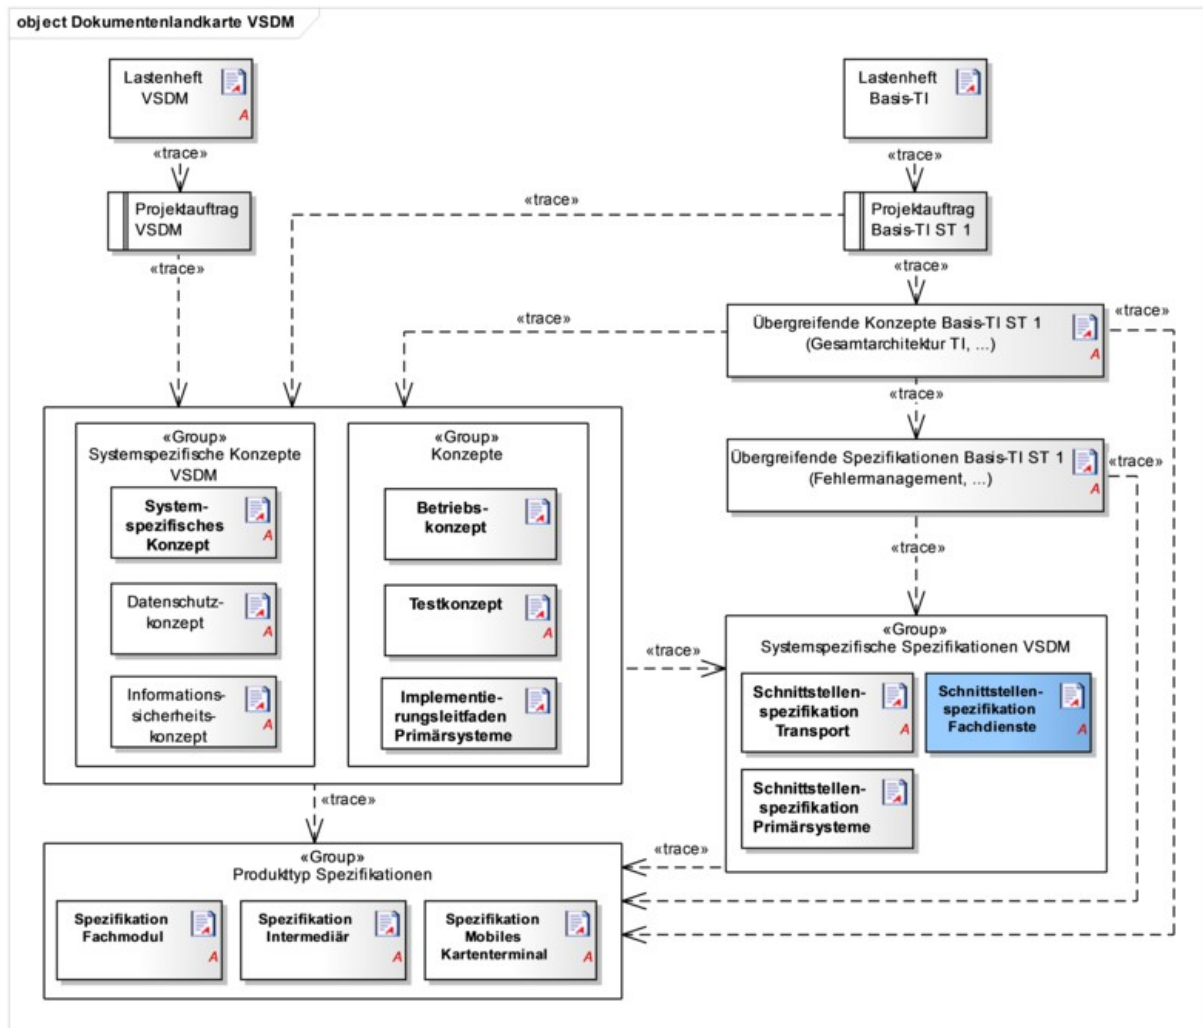 object Dokumentenlandkarte VSDM
Lastenheft
VSDM
A
Lastenheft
Basis-TI
«trace»
«trace»
Projektauftrag
VSDM
«trace»
Projektauftrag
Basis-TI ST 1
«trace»
«trace»
Übergreifende Konzepte Basis-TI ST 1
(Gesamtarchitektur TI, ...)
A
«trace»
«trace»
«trace»
Übergreifende Spezifikationen Basis-TI ST 1
(Fehlermanagement, ...)
A
«trace»
«trace»
«Group»
Systemspezifische Konzepte
VSDM
System-
spezifisches
Konzept
A
Datenschutz-
konzept
A
Informations-
sicherheits-
konzept
A
«Group»
Konzepte
Betriebs-
konzept
Testkonzept
A
Implementie-
rungsleitfaden
Primärsysteme
«trace»
«Group»
Systemspezifische Spezifikationen VSDM
Schnittstellen-
spezifikation
Transport
A
Schnittstellen-
spezifikation
Fachdienste
A
Schnittstellen-
spezifikation
Primärsysteme
«trace»
«trace»
«Group»
Produkttyp Spezifikationen
Spezifikation
Fachmodul
A
Spezifikation
Intermediär
A
Spezifikation
Mobiles
Kartenterminal
A